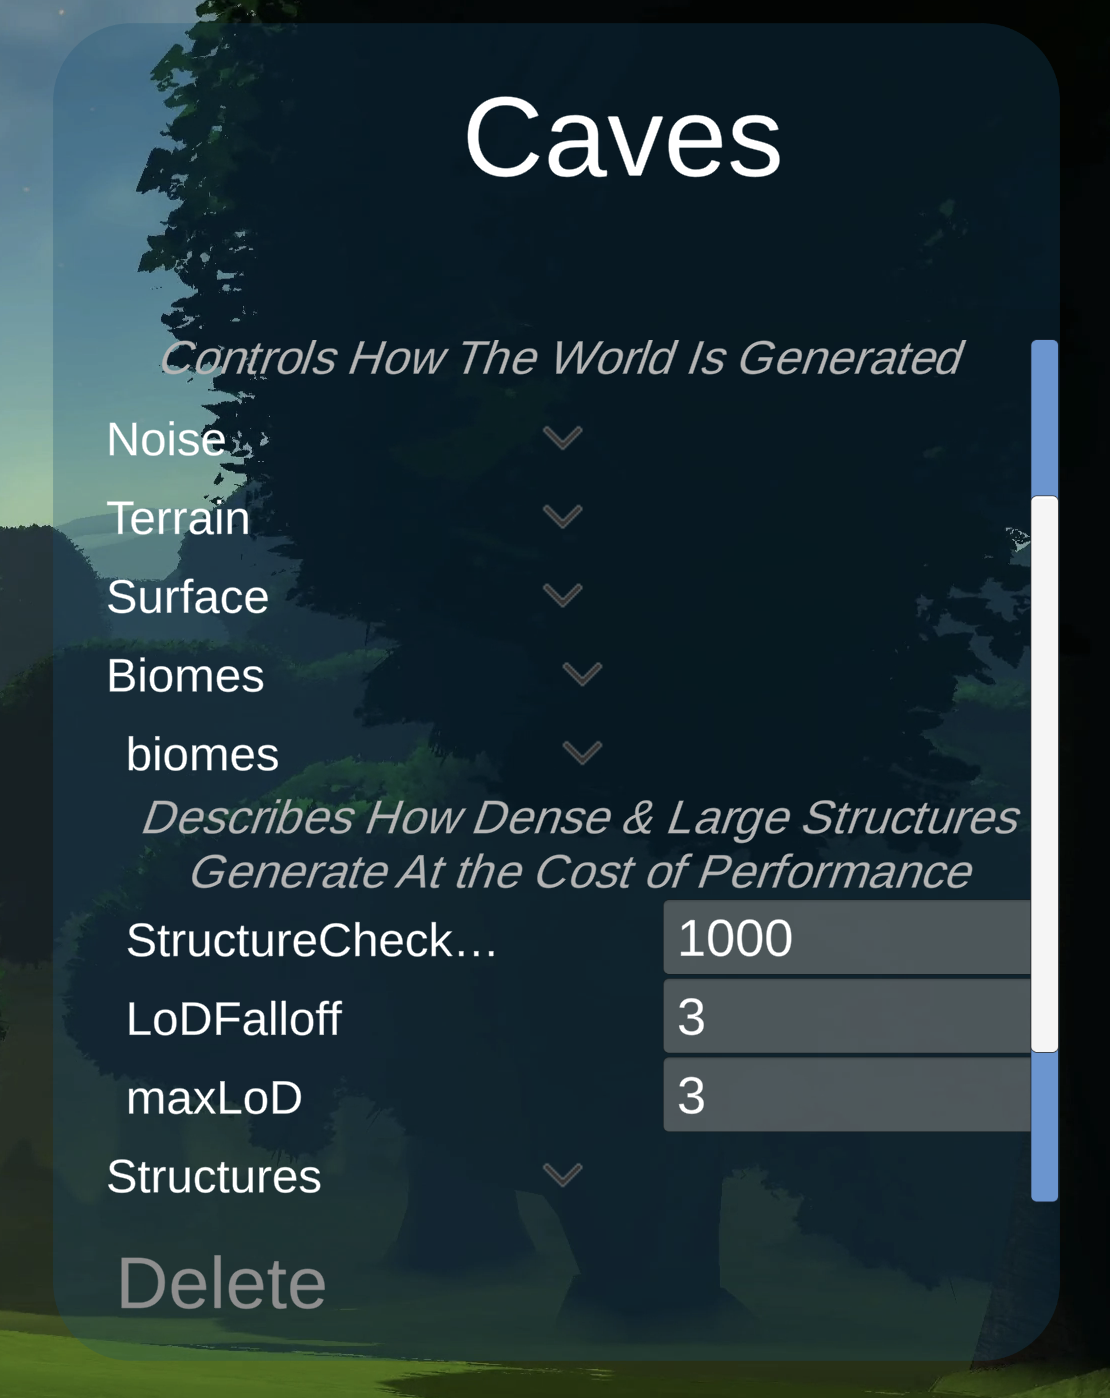 Caves
Controls How The World Is Generated
Noise
Terrain
Surface
Biomes
biomes
Describes How Dense & Large Structures
Generate At the Cost of Performance
StructureCheck... 1000
LoDFalloff 3
maxLoD 3
Structures
Delete